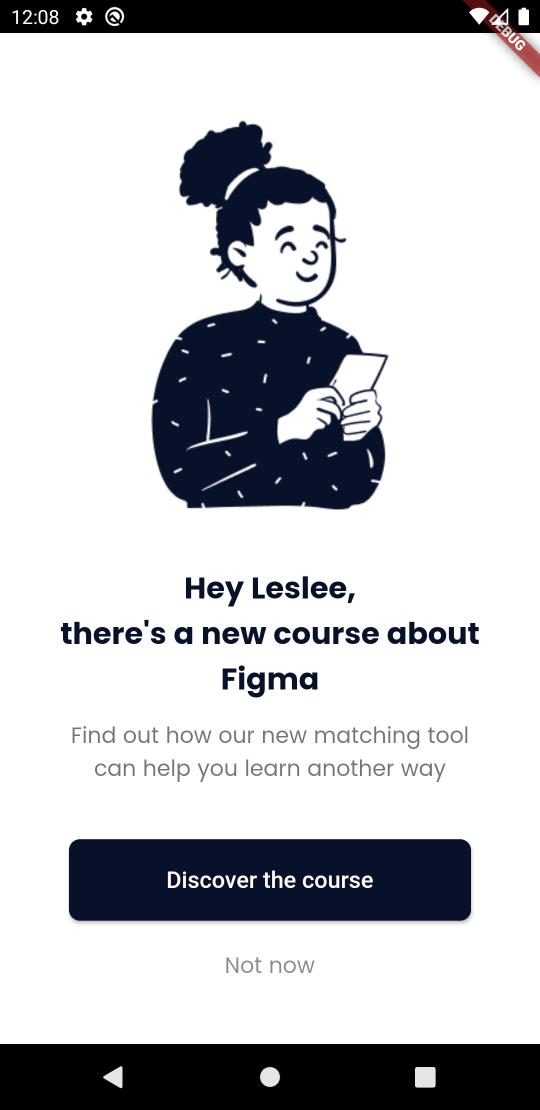 12:08
DEBUG
Hey Leslee,
there's a new course about
Figma
Find out how our new matching tool
can help you learn another way
Discover the course
Not now